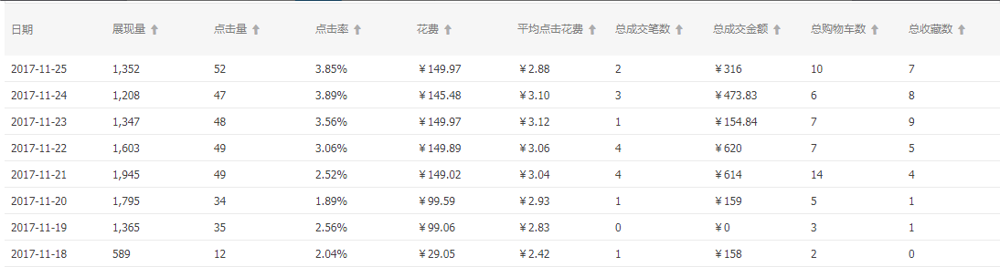 日期 展现量 点击量 点击率 花费 平均点击花费 总成交笔数 总成交金额 总购物车数 总收藏数
2017-11-25 1,352 52 3.85% ￥149.97 ￥2.88 2 ￥316 10 7
2017-11-24 1,208 47 3.89% ￥145.48 ￥3.10 3 ￥473.83 6 8
2017-11-23 1,347 48 3.56% ￥149.97 ￥3.12 1 ￥154.84 7 9
2017-11-22 1,603 49 3.06% ￥149.89 ￥3.06 4 ￥620 7 5
2017-11-21 1,945 49 2.52% ￥149.02 ￥3.04 4 ￥614 14 4
2017-11-20 1,795 34 1.89% ￥99.59 ￥2.93 1 ￥159 5 1
2017-11-19 1,365 35 2.56% ￥99.06 ￥2.83 0 ￥0 3 1
2017-11-18 589 12 2.04% ￥29.05 ￥2.42 1 ￥158 2 0